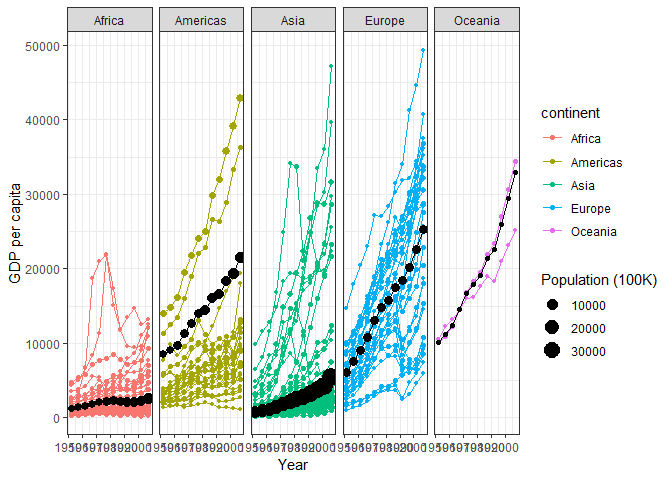 Africa Americas Asia Europe Oceania
50000
40000
30000
20000
10000
0
GDP per capita
Year
continent
Africa
Americas
Asia
Europe
Oceania
Population (100K)
10000
20000
30000